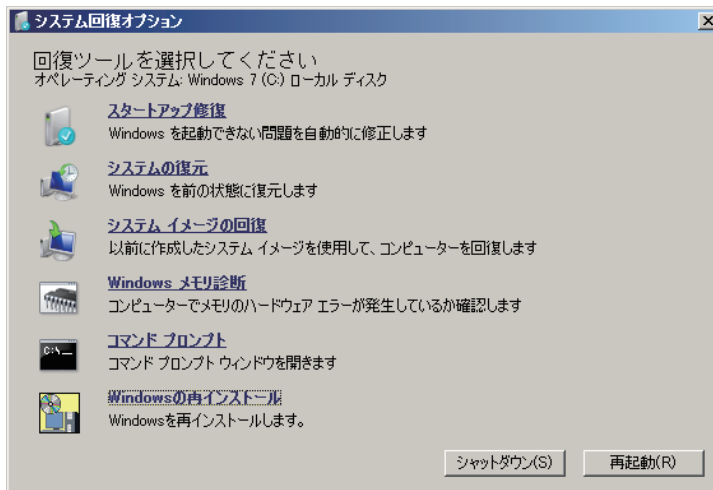 システム回復オプション
回復ツールを選択してください
オペレーティング システム: Windows 7 (C:) ローカル ディスク
スタートアップ修復
Windows を起動できない問題を自動的に修正します
システムの復元
Windows を前の状態に復元します
システム イメージの回復
以前に作成したシステム イメージを使用して、コンピューターを回復します
Windows メモリ診断
コンピューターでメモリのハードウェア エラーが発生しているか確認します
コマンド プロンプト
C:\_
コマンド プロンプト ウィンドウを開きます
Windowsの再インストール
Windowsを再インストールします。
シャットダウン(S) 再起動(R)